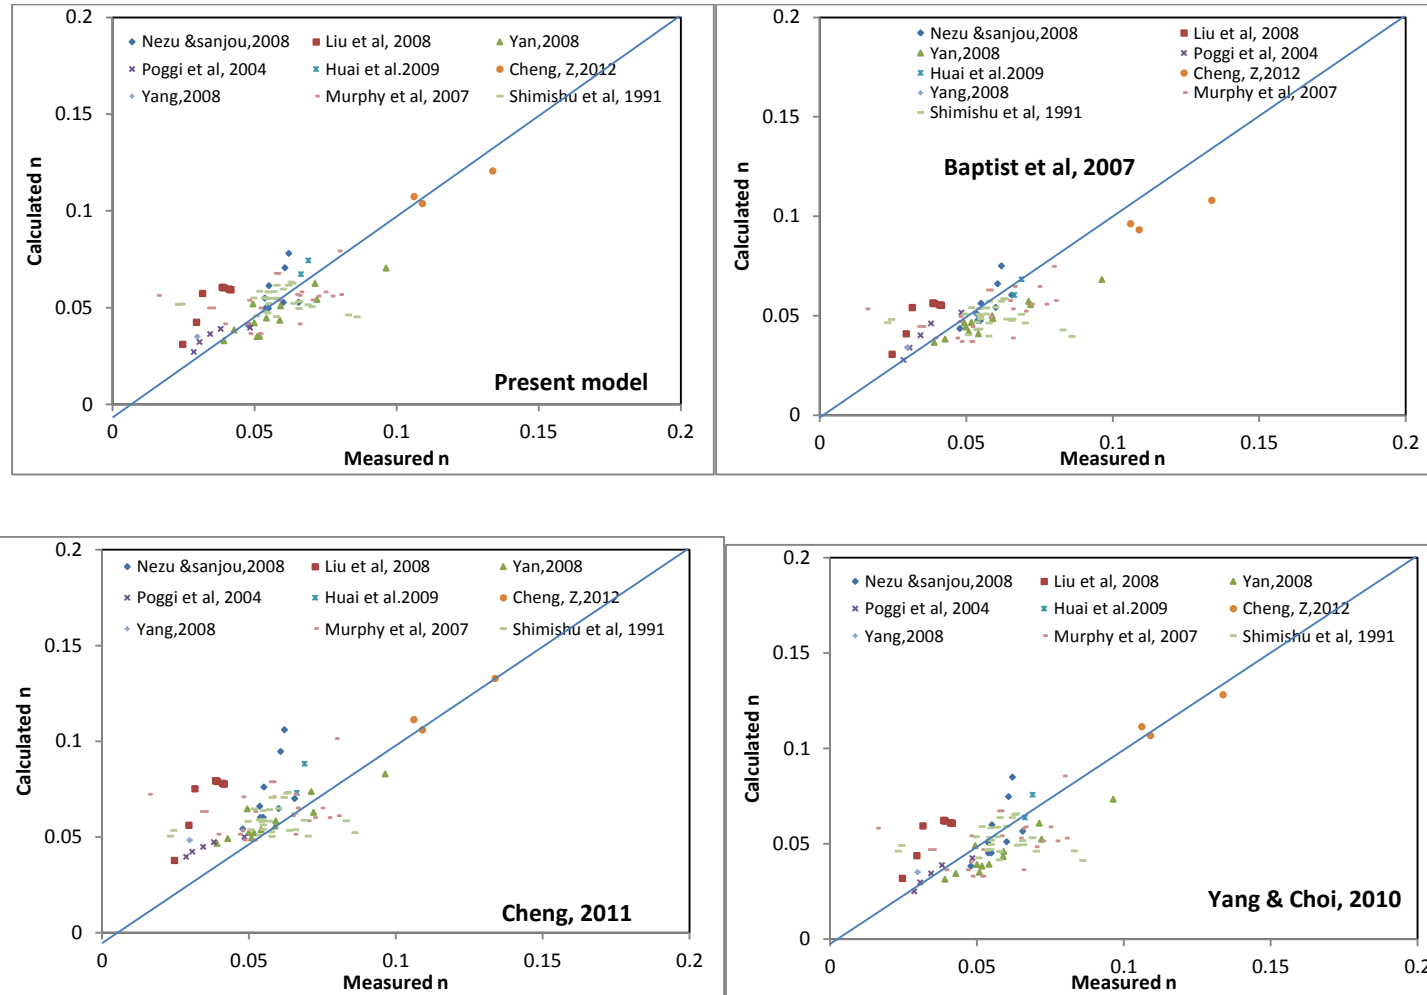 0.2
Nezu &sanjou,2008 Liu et al, 2008 Yan,2008
Poggi et al, 2004 Huai et al.2009 Cheng, Z,2012
Yang,2008 Murphy et al, 2007 Shimishu et al, 1991
0.15
0.1
0.05
0
Calculated n
Present model
0 0.05 0.1 0.15 0.2
Measured n
0.2
Nezu &sanjou,2008 Liu et al, 2008
Yan,2008 Poggi et al, 2004
Huai et al.2009 Cheng, Z,2012
Yang,2008 Murphy et al, 2007
Shimishu et al, 1991
0.15
0.1
0.05
0
Calculated n
Baptist et al, 2007
0 0.05 0.1 0.15 0.2
Measured n
0.2
Nezu &sanjou,2008 Liu et al, 2008 Yan,2008
Poggi et al, 2004 Huai et al.2009 Cheng, Z,2012
Yang,2008 Murphy et al, 2007 Shimishu et al, 1991
0.15
0.1
0.05
0
Calculated n
Cheng, 2011
0 0.05 0.1 0.15 0.2
Measured n
0.2
Nezu &sanjou,2008 Liu et al, 2008 Yan,2008
Poggi et al, 2004 Huai et al.2009 Cheng, Z,2012
Yang,2008 Murphy et al, 2007 Shimishu et al, 1991
0.15
0.1
0.05
0
Calculated n
Yang & Choi, 2010
0 0.05 0.1 0.15 0.2
Measured n